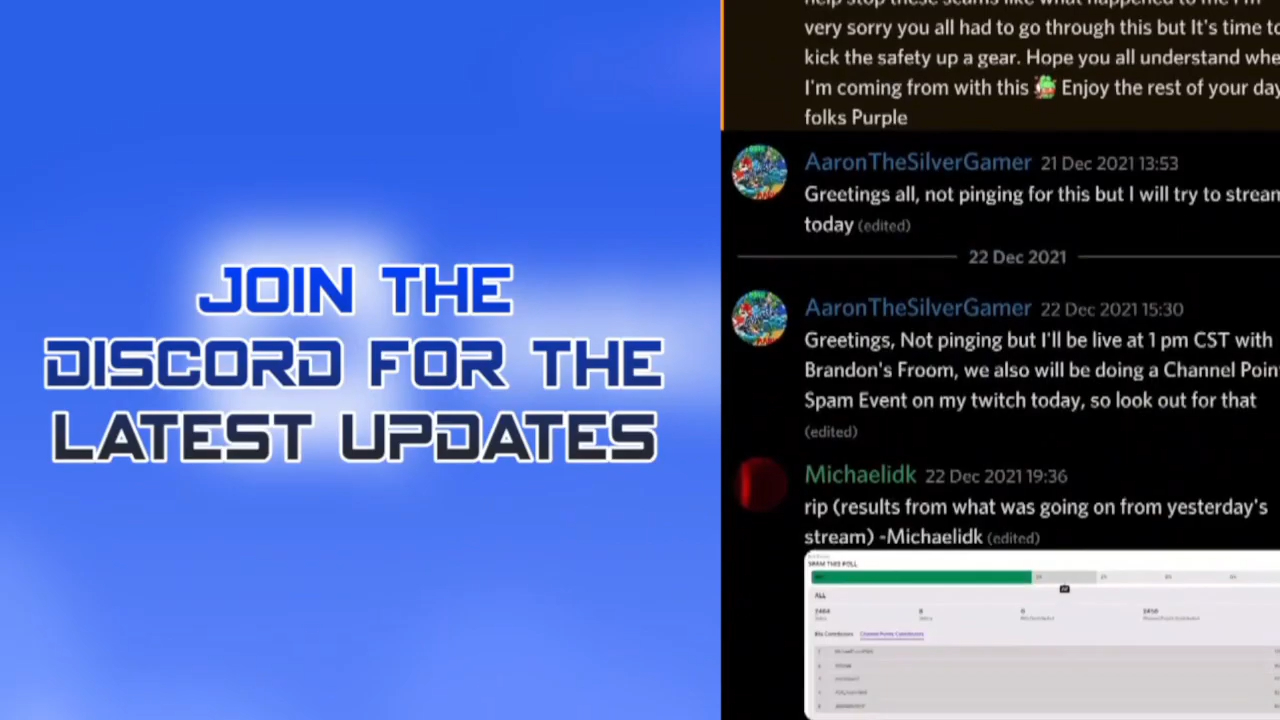 JOIN THE
DISCORD FOR THE
LATEST UPDATES
very sorry you all had to go through this but It's time to
kick the safety up a gear. Hope you all understand whe
I'm coming from with this Enjoy the rest of your day
folks Purple
AaronTheSilverGamer 21 Dec 2021 13:53
Greetings all, not pinging for this but I will try to stream
today (edited)
22 Dec 2021
AaronTheSilverGamer 22 Dec 2021 15:30
Greetings, Not pinging but I'll be live at 1 pm CST with
Brandon's Froom, we also will be doing a Channel Poin
Spam Event on my twitch today, so look out for that
(edited)
Michaelidk 22 Dec 2021 19:36
rip (results from what was going on from yesterday's
stream) -Michaelidk (edited)
SPAM THIS POLL
ALL